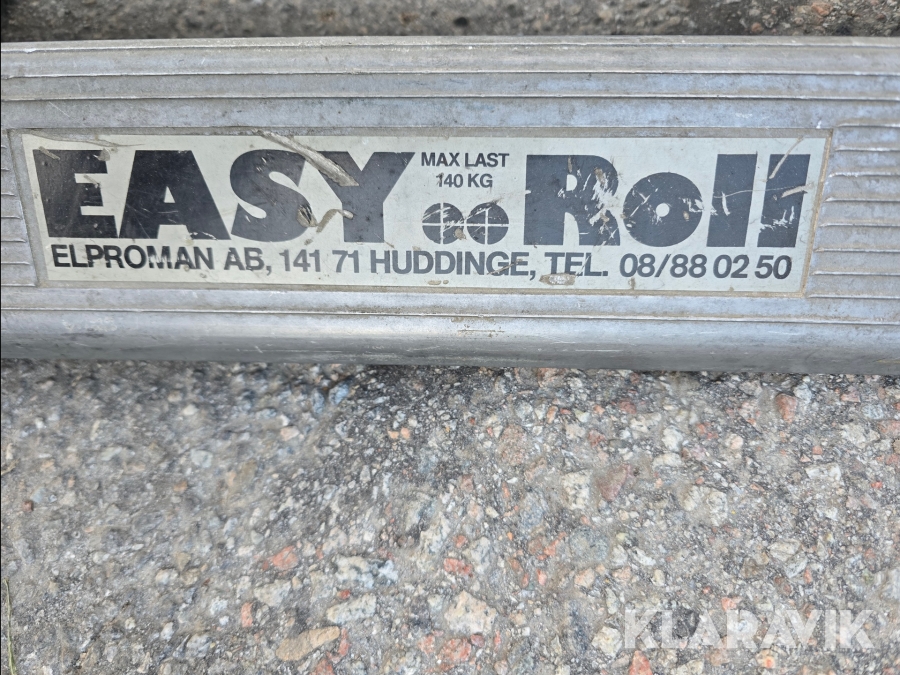 EASY Roll
MAX LAST
140 KG
ELPROMAN AB, 141 71 HUDDINGE, TEL. 08/88 02 50
KLARAVIK